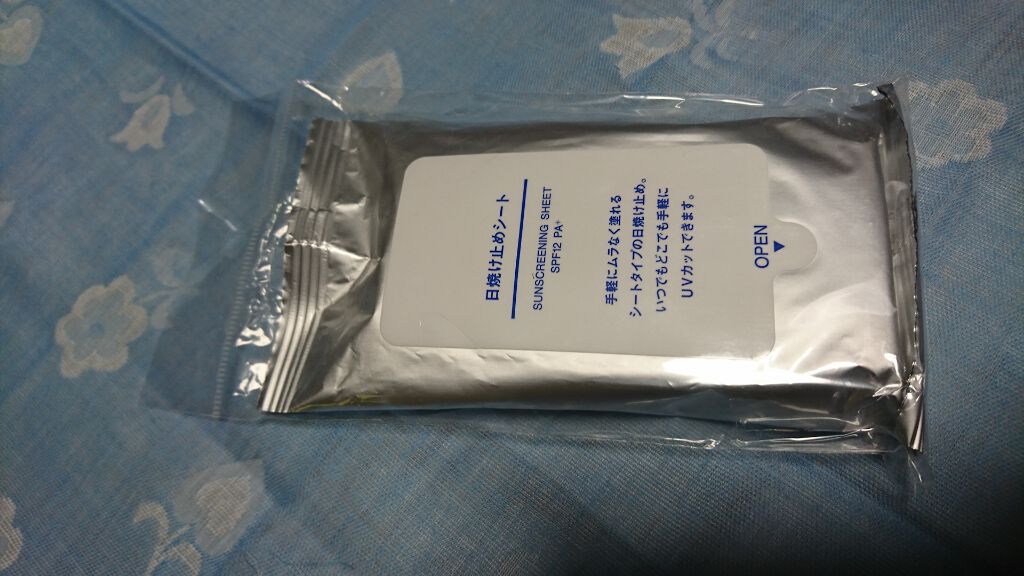 日焼け止めシート
SUNSCREENING SHEET
SPF12 PA+
手軽にムラなく塗れる
シートタイプの日焼け止め。
いつでもどこでも手軽に
UVカットできます。
OPEN
▼